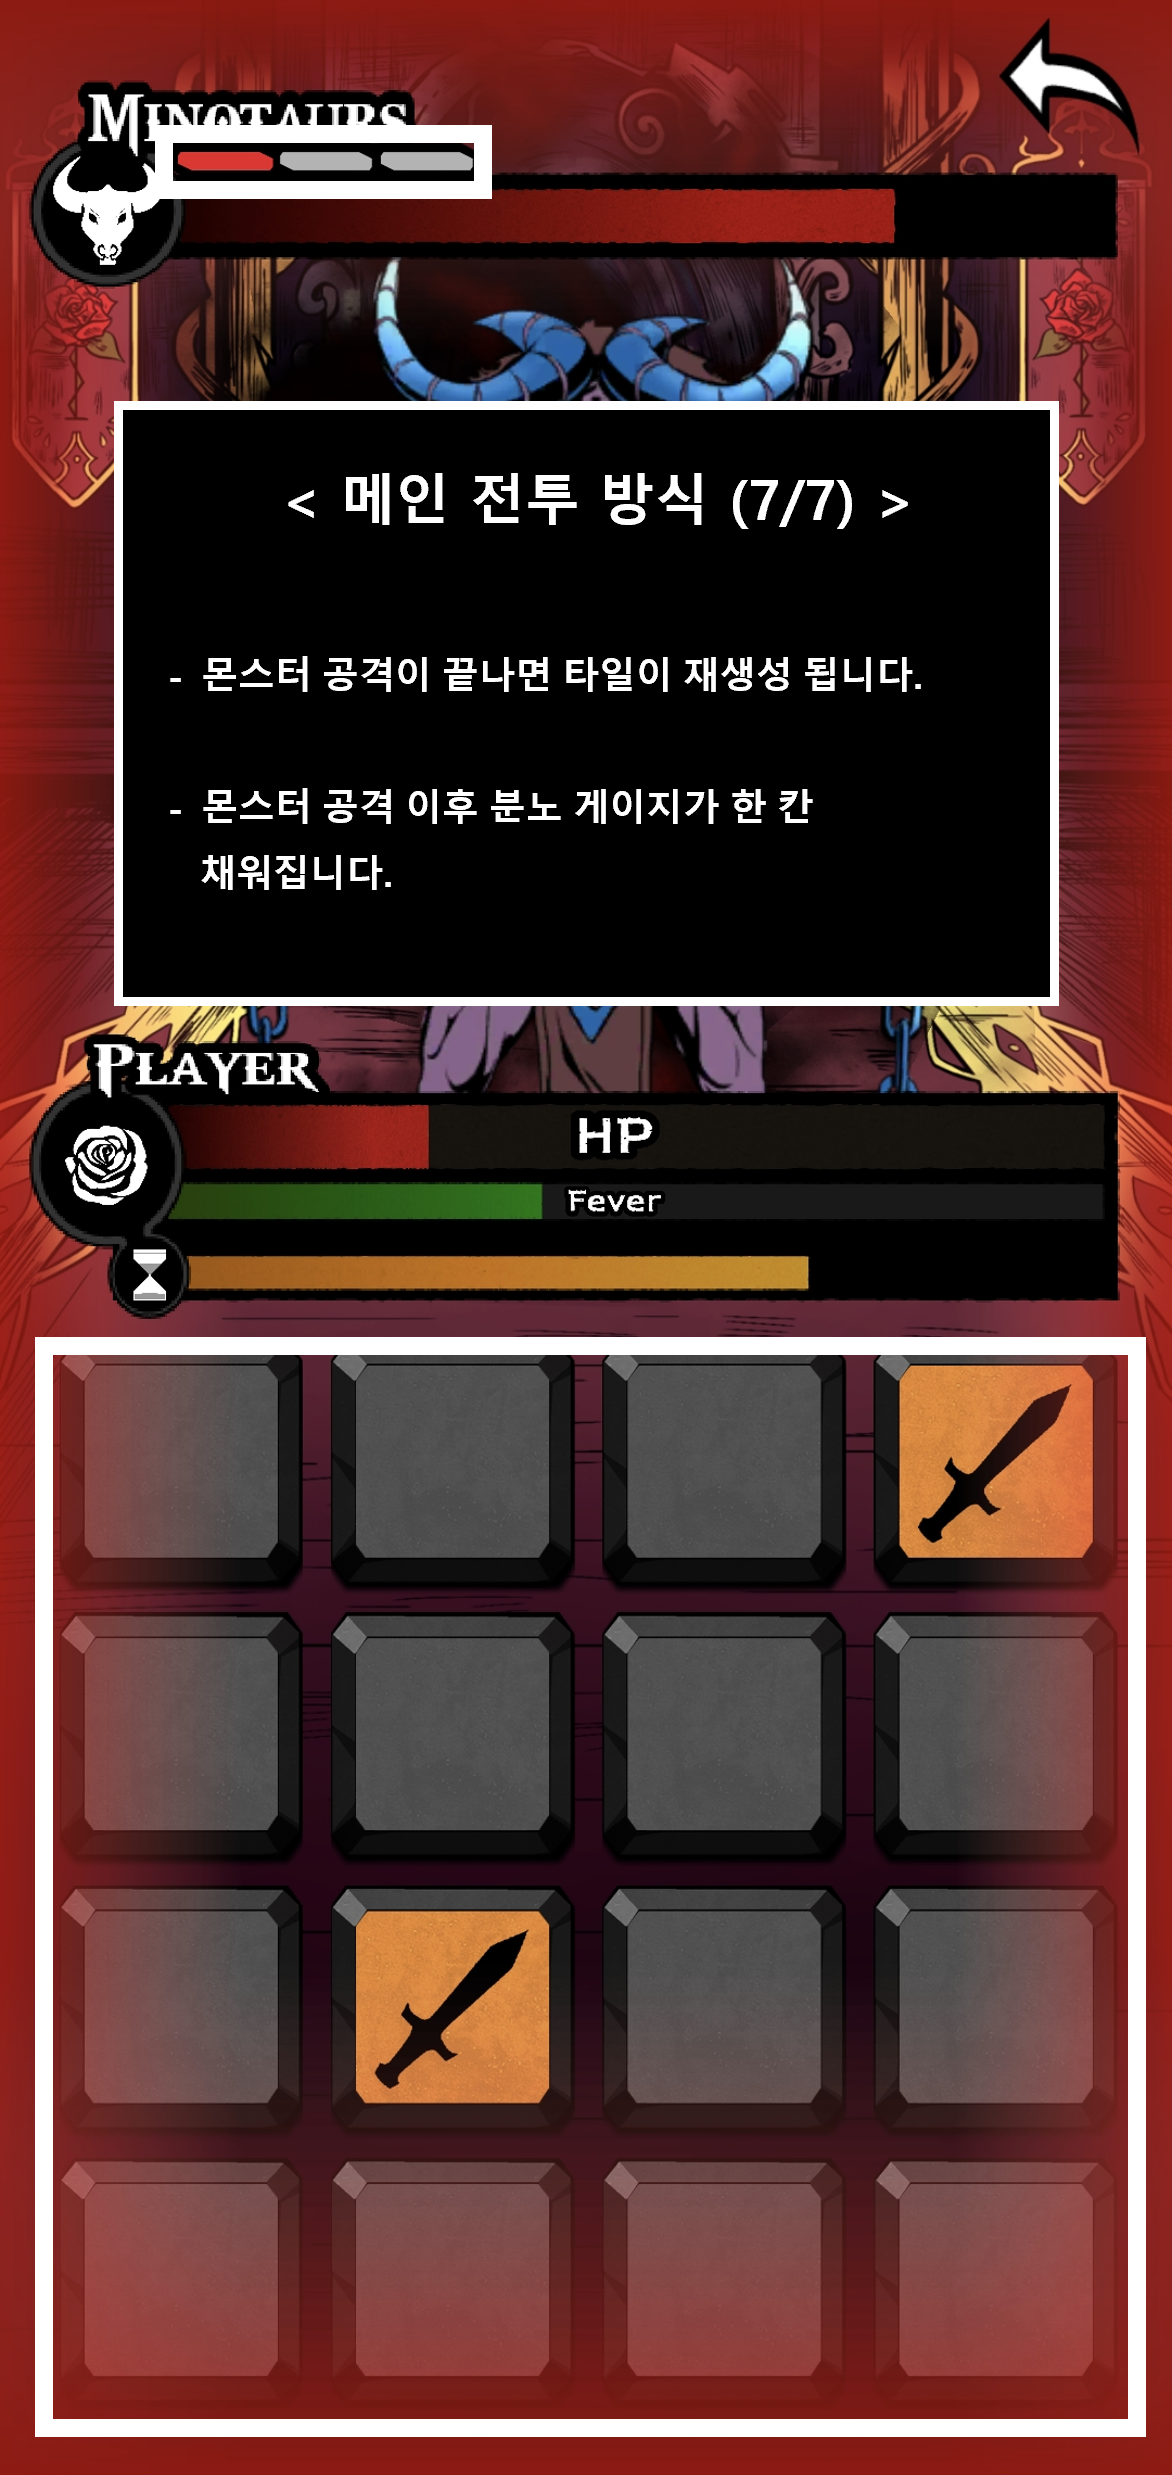 MINOTAURS
< 메인 전투 방식 (7/7) >
- 몬스터 공격이 끝나면 타일이 재생성 됩니다.
- 몬스터 공격 이후 분노 게이지가 한 칸
채워집니다.
PLAYER
HP
Fever